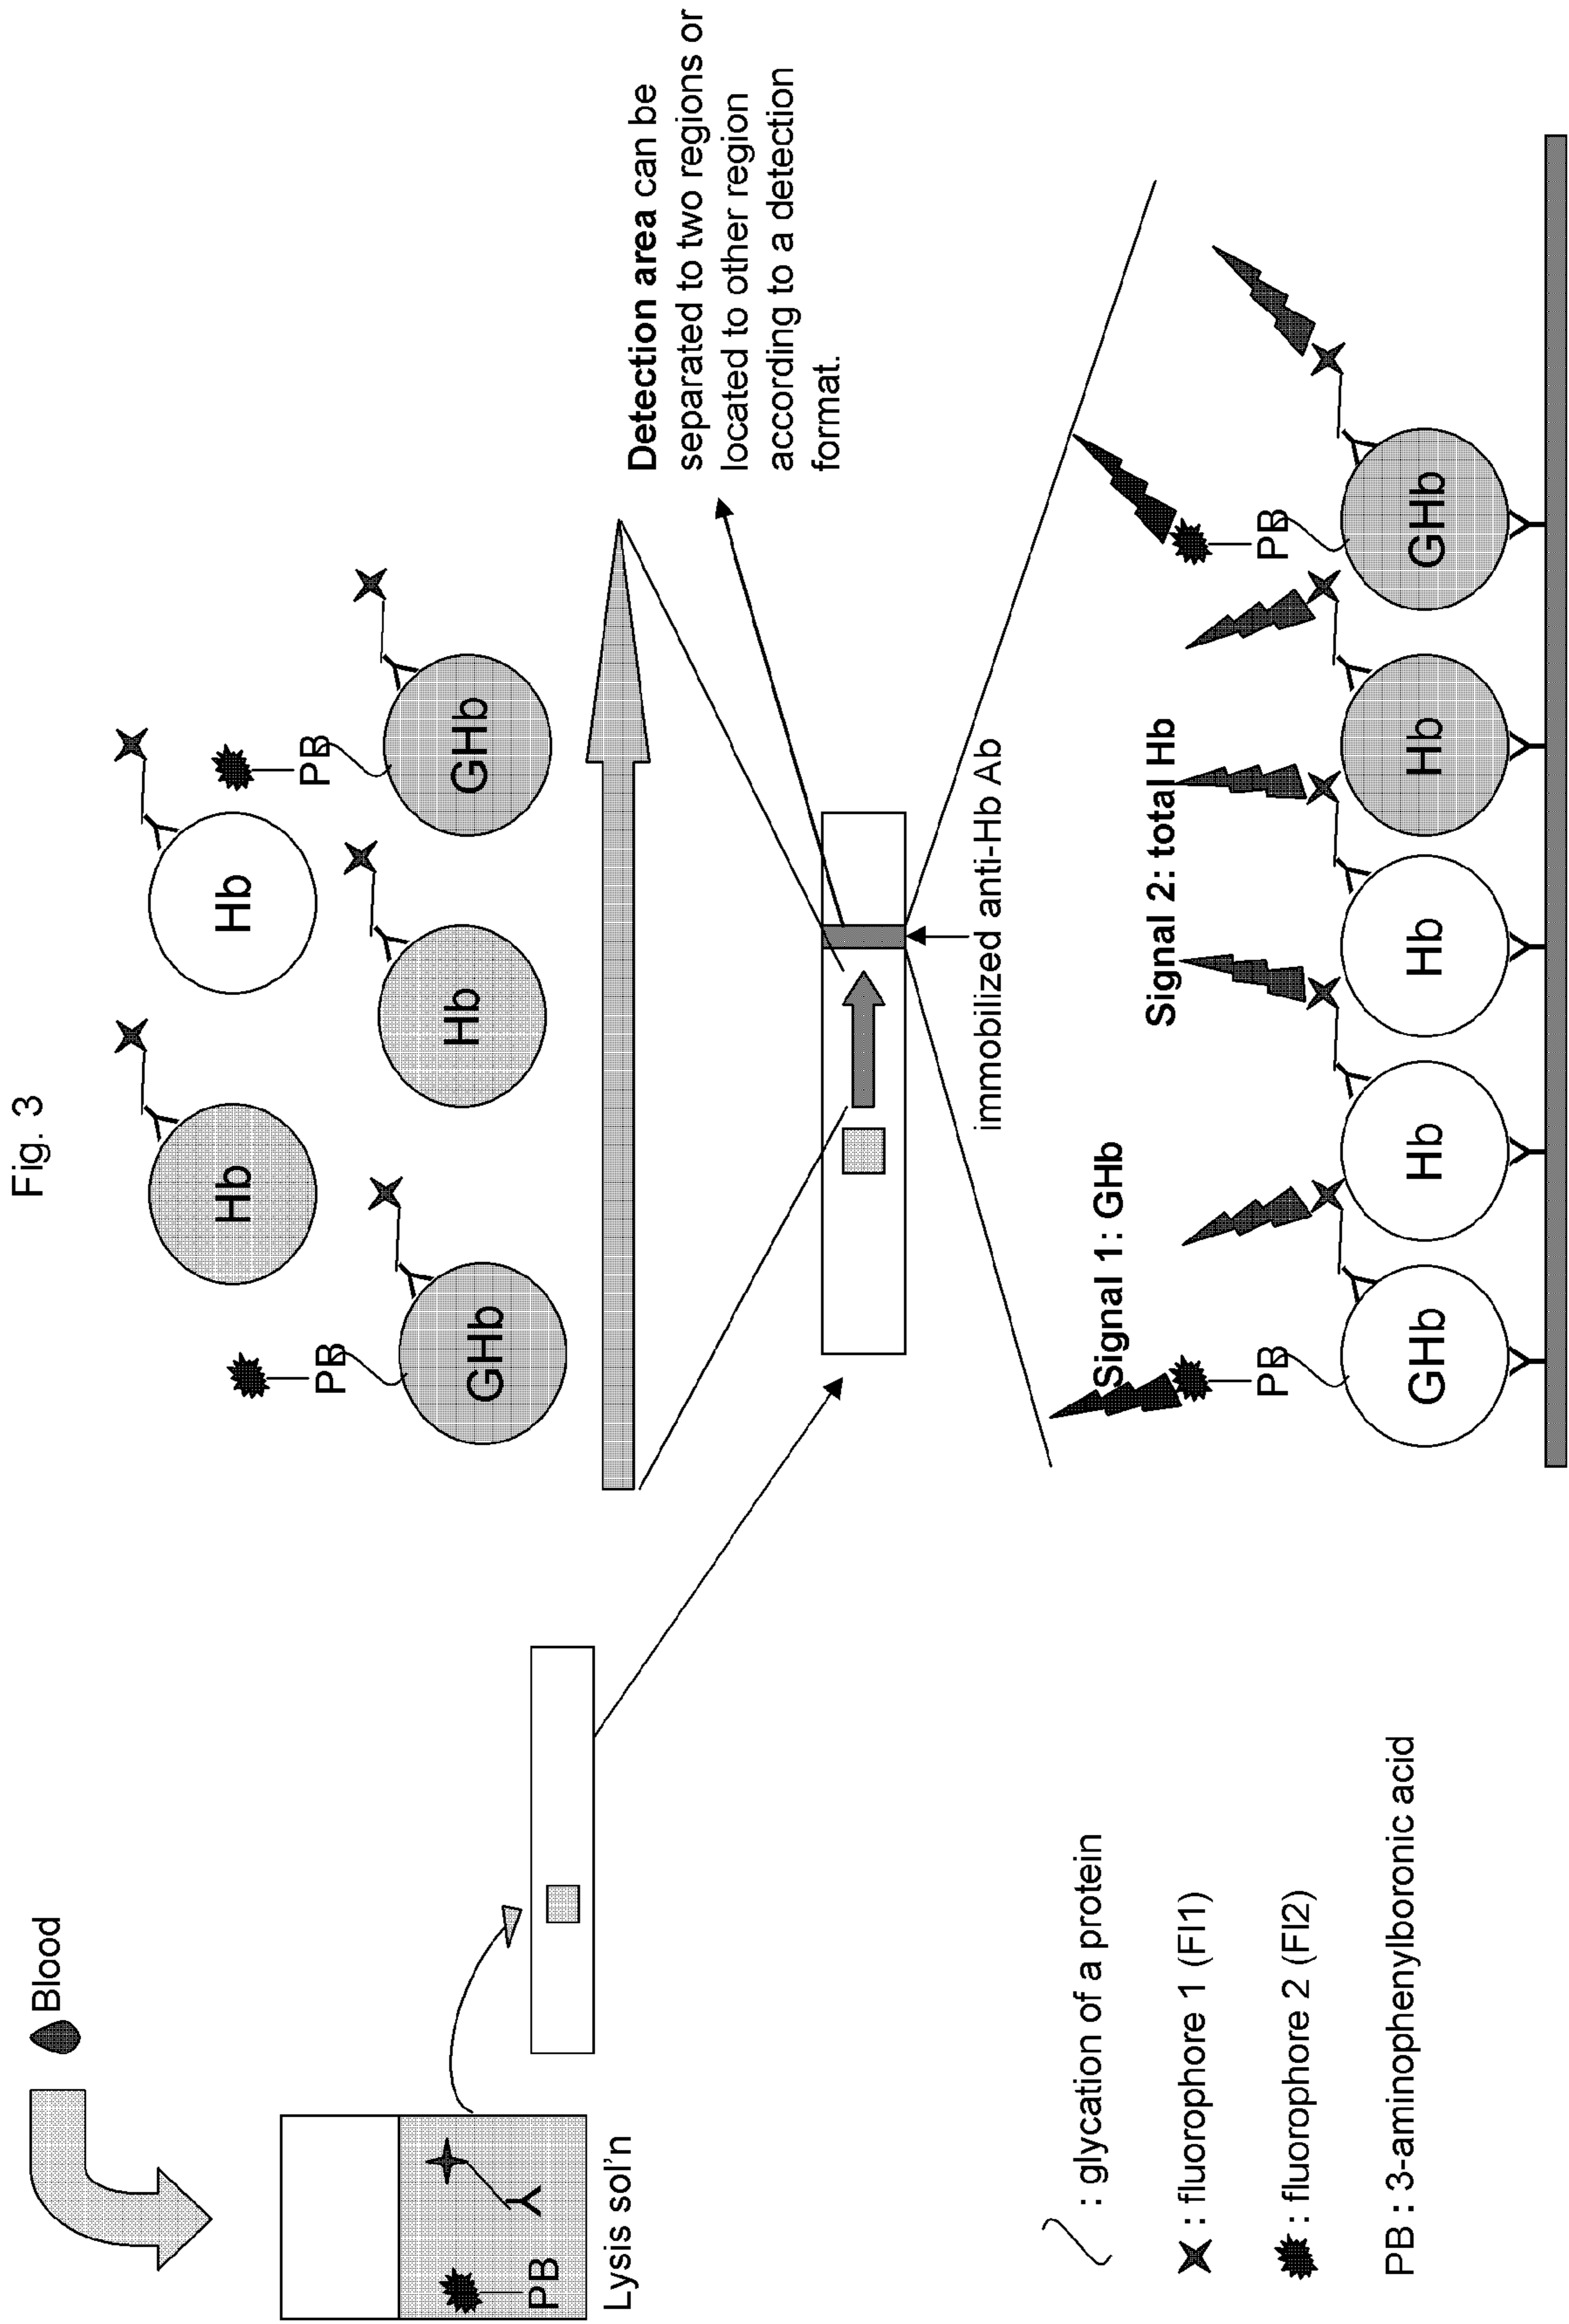 Fig. 3
Blood
PB
Lysis sol'n
Hb
Hb
PB
GHb
Hb
PB
GHb
Detection area can be
separated to two regions or
located to other region
according to a detection
format.
immobilized anti-Hb Ab
Signal 1: GHb
Signal 2: total Hb
PB
PB
GHb
Hb
Hb
Hb
GHb
: glycation of a protein
: fluorophore 1 (Fl1)
: fluorophore 2 (Fl2)
PB : 3-aminophenylboronic acid